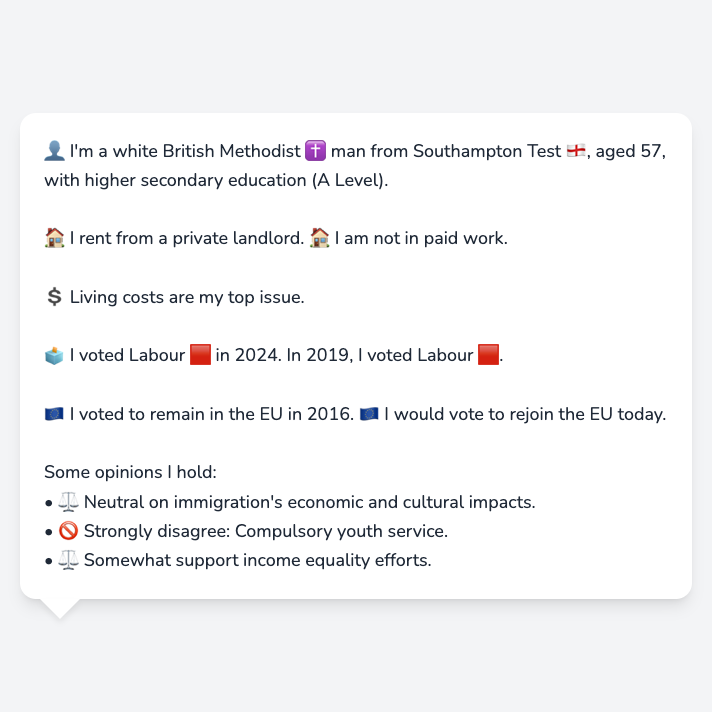 👤 I'm a white British Methodist ✝️ man from Southampton Test 🏴󠁧󠁢󠁥󠁮󠁧󠁿, aged 57,
with higher secondary education (A Level).
🏠 I rent from a private landlord. 🏠 I am not in paid work.
💲 Living costs are my top issue.
🗳️ I voted Labour 🟥 in 2024. In 2019, I voted Labour 🟥.
🇪🇺 I voted to remain in the EU in 2016. 🇪🇺 I would vote to rejoin the EU today.
Some opinions I hold:
• ⚖️ Neutral on immigration's economic and cultural impacts.
• 🚫 Strongly disagree: Compulsory youth service.
• ⚖️ Somewhat support income equality efforts.